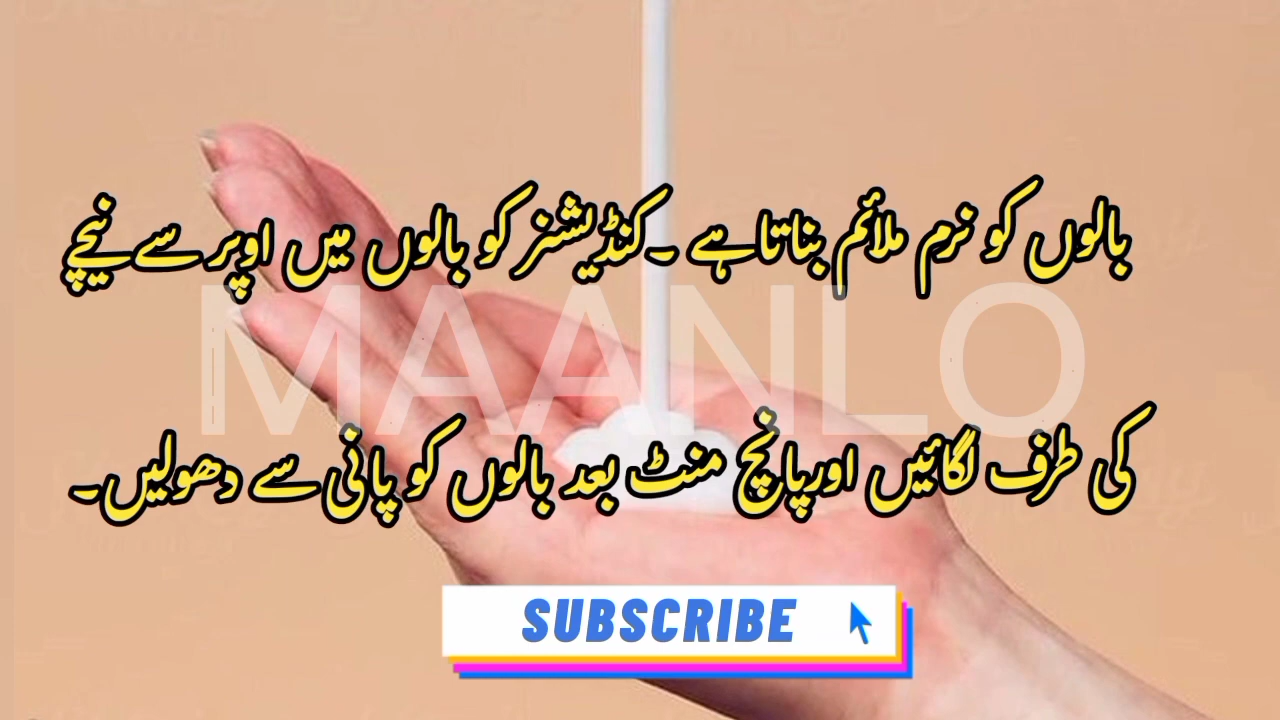 بالوں کو نرم ملائم بناتا ہے ۔ کنڈیشنز کو بالوں میں اوپر سے نیچے
MAANLO
کی طرف لگائیں اور پانچ منٹ بعد بالوں کو پانی سے دھولیں۔
SUBSCRIBE